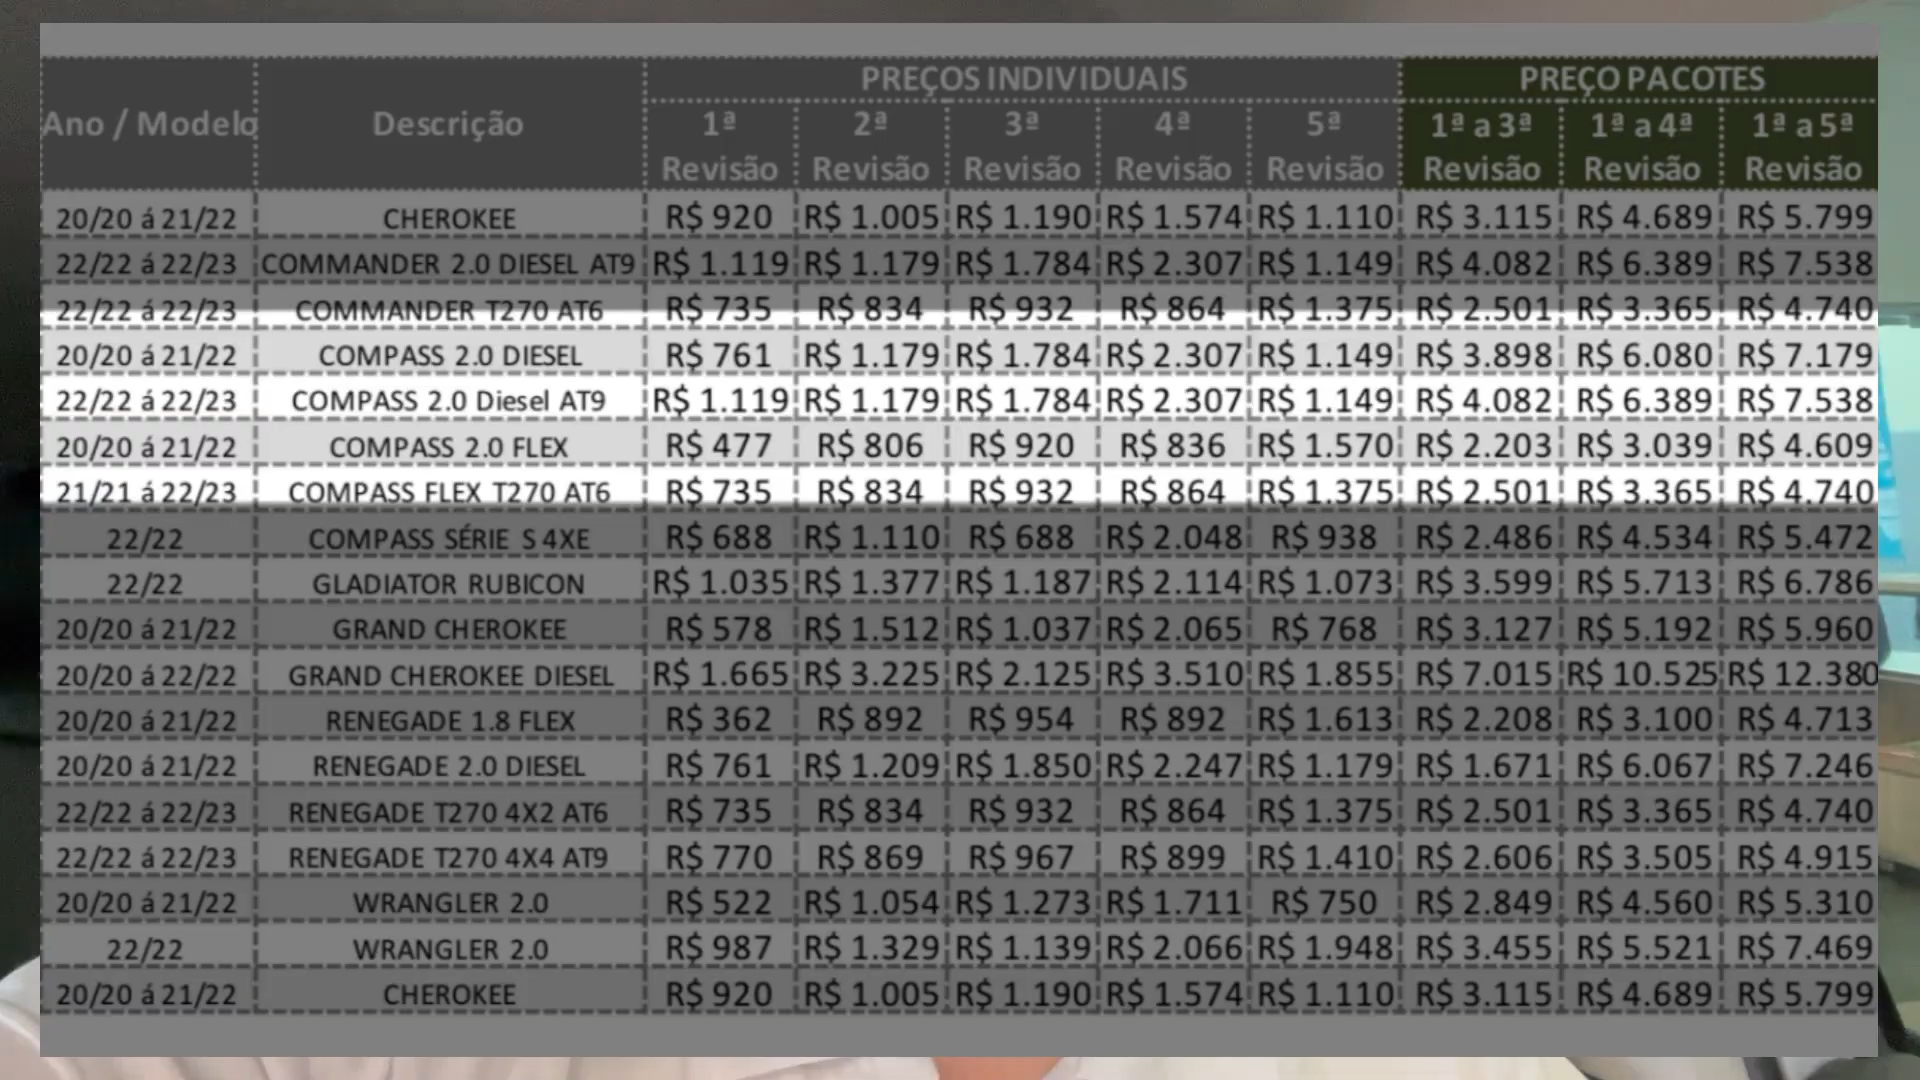 PREÇOS INDIVIDUAIS PREÇO PACOTES
Ano / Modelo Descrição 1ª Revisão 2ª Revisão 3ª Revisão 4ª Revisão 5ª Revisão 1ª a 3ª Revisão 1ª a 4ª Revisão 1ª a 5ª Revisão
20/20 á 21/22 CHEROKEE R$ 920 R$ 1.005 R$ 1.190 R$ 1.574 R$ 1.110 R$ 3.115 R$ 4.689 R$ 5.799
22/22 á 22/23 COMMANDER 2.0 DIESEL AT9 R$ 1.119 R$ 1.179 R$ 1.784 R$ 2.307 R$ 1.149 R$ 4.082 R$ 6.389 R$ 7.538
22/22 á 22/23 COMMANDER T270 AT6 R$ 735 R$ 834 R$ 932 R$ 864 R$ 1.375 R$ 2.501 R$ 3.365 R$ 4.740
20/20 á 21/22 COMPASS 2.0 DIESEL R$ 761 R$ 1.179 R$ 1.784 R$ 2.307 R$ 1.149 R$ 3.898 R$ 6.080 R$ 7.179
22/22 á 22/23 COMPASS 2.0 Diesel AT9 R$ 1.119 R$ 1.179 R$ 1.784 R$ 2.307 R$ 1.149 R$ 4.082 R$ 6.389 R$ 7.538
20/20 á 21/22 COMPASS 2.0 FLEX R$ 477 R$ 806 R$ 920 R$ 836 R$ 1.570 R$ 2.203 R$ 3.039 R$ 4.609
21/21 á 22/23 COMPASS FLEX T270 AT6 R$ 735 R$ 834 R$ 932 R$ 864 R$ 1.375 R$ 2.501 R$ 3.365 R$ 4.740
22/22 COMPASS SÉRIE S 4XE R$ 688 R$ 1.110 R$ 688 R$ 2.048 R$ 938 R$ 2.486 R$ 4.534 R$ 5.472
22/22 GLADIATOR RUBICON R$ 1.035 R$ 1.377 R$ 1.187 R$ 2.114 R$ 1.073 R$ 3.599 R$ 5.713 R$ 6.786
20/20 á 21/22 GRAND CHEROKEE R$ 578 R$ 1.512 R$ 1.037 R$ 2.065 R$ 768 R$ 3.127 R$ 5.192 R$ 5.960
20/20 á 22/22 GRAND CHEROKEE DIESEL R$ 1.665 R$ 3.225 R$ 2.125 R$ 3.510 R$ 1.855 R$ 7.015 R$ 10.525 R$ 12.380
20/20 á 21/22 RENEGADE 1.8 FLEX R$ 362 R$ 892 R$ 954 R$ 892 R$ 1.613 R$ 2.208 R$ 3.100 R$ 4.713
20/20 á 21/22 RENEGADE 2.0 DIESEL R$ 761 R$ 1.209 R$ 1.850 R$ 2.247 R$ 1.179 R$ 1.671 R$ 6.067 R$ 7.246
22/22 á 22/23 RENEGADE T270 4X2 AT6 R$ 735 R$ 834 R$ 932 R$ 864 R$ 1.375 R$ 2.501 R$ 3.365 R$ 4.740
22/22 á 22/23 RENEGADE T270 4X4 AT9 R$ 770 R$ 869 R$ 967 R$ 899 R$ 1.410 R$ 2.606 R$ 3.505 R$ 4.915
20/20 á 21/22 WRANGLER 2.0 R$ 522 R$ 1.054 R$ 1.273 R$ 1.711 R$ 750 R$ 2.849 R$ 4.560 R$ 5.310
22/22 WRANGLER 2.0 R$ 987 R$ 1.329 R$ 1.139 R$ 2.066 R$ 1.948 R$ 3.455 R$ 5.521 R$ 7.469
20/20 á 21/22 CHEROKEE R$ 920 R$ 1.005 R$ 1.190 R$ 1.574 R$ 1.110 R$ 3.115 R$ 4.689 R$ 5.799